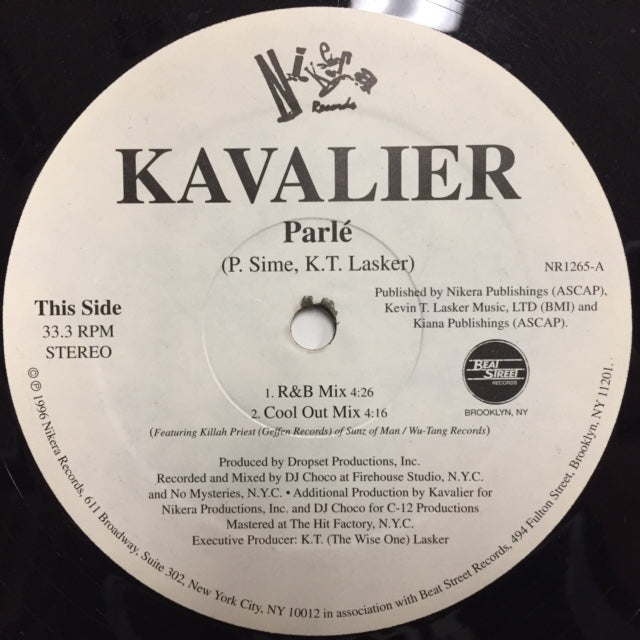 Nikera
Records
KAVALIER
Parlé
(P. Sime, K.T. Lasker)
NR1265-A
This Side
33.3 RPM
STEREO
Published by Nikera Publishings (ASCAP),
Kevin T. Lasker Music, LTD (BMI) and
Kiana Publishings (ASCAP).
BEAT
STREET
RECORDS
BROOKLYN, NY
1. R&B Mix 4:26
2. Cool Out Mix 4:16
(Featuring Killah Priest (Geffen Records) of Sunz of Man / Wu-Tang Records)
Produced by Dropset Productions, Inc.
Recorded and Mixed by DJ Choco at Firehouse Studio, N.Y.C.
and No Mysteries, N.Y.C. • Additional Production by Kavalier for
Nikera Productions, Inc. and DJ Choco for C-12 Productions
Mastered at The Hit Factory, N.Y.C.
Executive Producer: K.T. (The Wise One) Lasker
© ℗ 1996 Nikera Records, 611 Broadway, Suite 302, New York City, NY 10012 in association with Beat Street Records, 494 Fulton Street, Brooklyn, NY 11201.